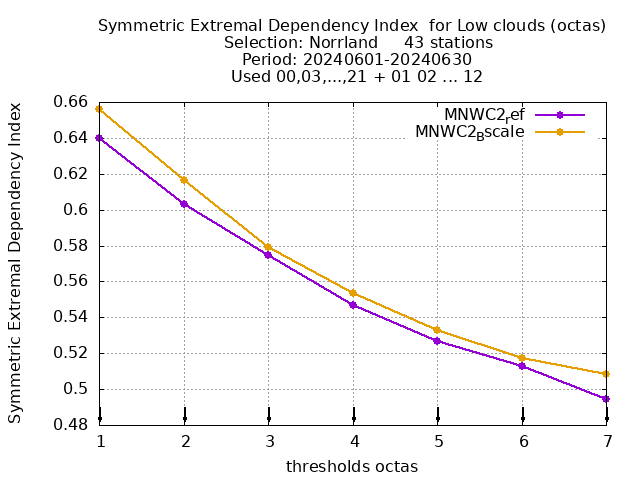 Symmetric Extremal Dependency Index  for Low clouds (octas)
Selection: Norrland     43 stations
Period: 20240601-20240630
Used 00,03,...,21 + 01 02 ... 12
MNWC2ref
MNWC2Bscale
Symmetric Extremal Dependency Index
0.66
0.64
0.62
0.6
0.58
0.56
0.54
0.52
0.5
0.48
1 2 3 4 5 6 7
thresholds octas